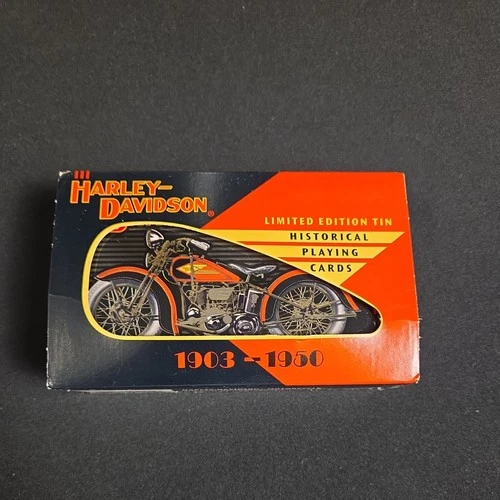 HARLEY-
DAVIDSON®
LIMITED EDITION TIN
HISTORICAL
PLAYING
CARDS
1903-1950